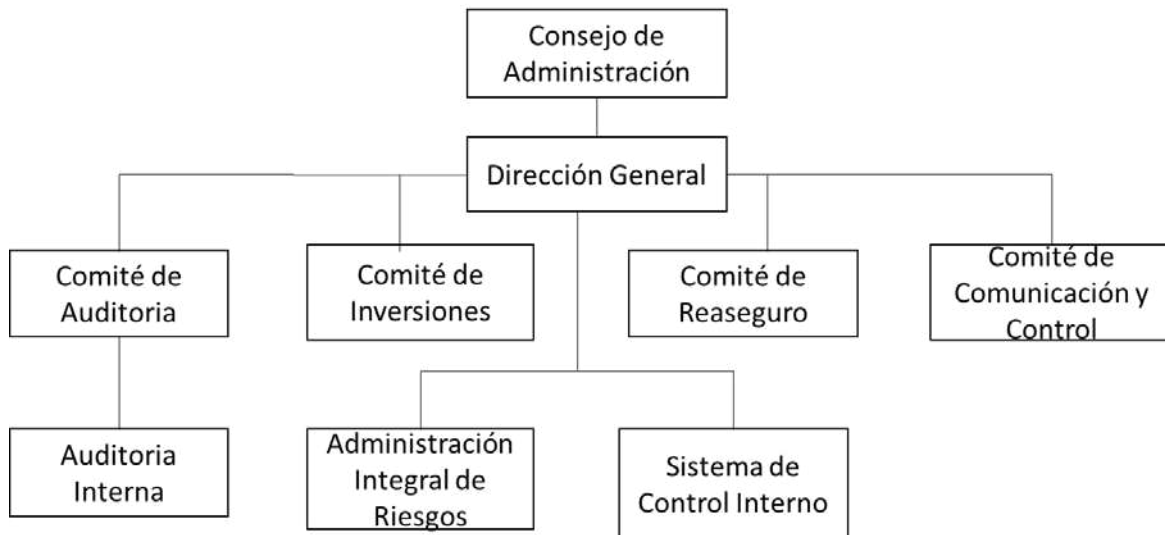 Consejo de
Administración
Dirección General
Comité de
Auditoria
Comité de
Inversiones
Comité de
Reaseguro
Comité de
Comunicación y
Control
Auditoria
Interna
Administración
Integral de
Riesgos
Sistema de
Control Interno